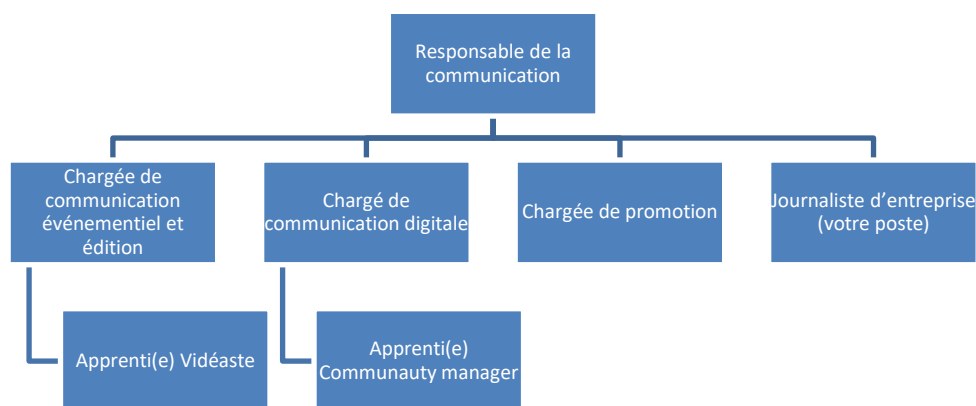 Responsable de la
communication
Chargée de
communication
événementiel et
édition
Chargé de
communication digitale
Chargée de promotion
Journaliste d’entreprise
(votre poste)
Apprenti(e) Vidéaste
Apprenti(e)
Communauty manager